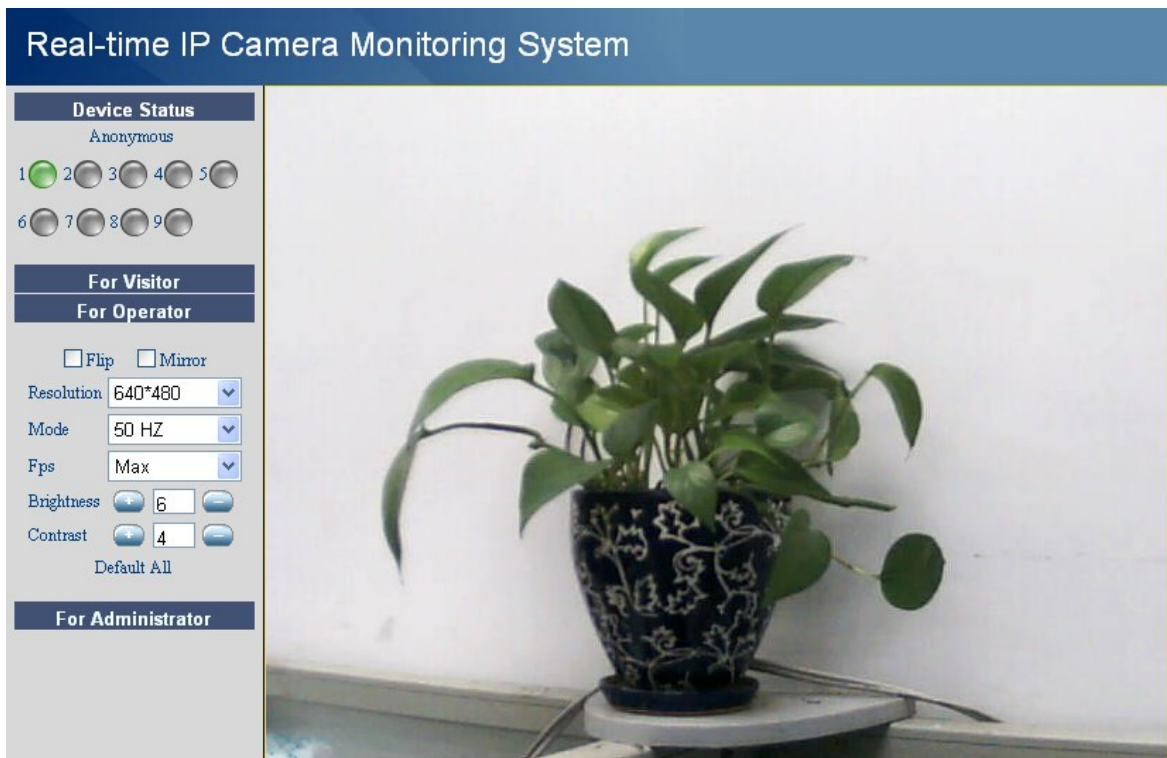 Real-time IP Camera Monitoring System
Device Status
Anonymous
1 2 3 4 5
6 7 8 9
For Visitor
For Operator
Flip Mirror
Resolution 640*480
Mode 50 HZ
Fps Max
Brightness + 6 -
Contrast + 4 -
Default All
For Administrator